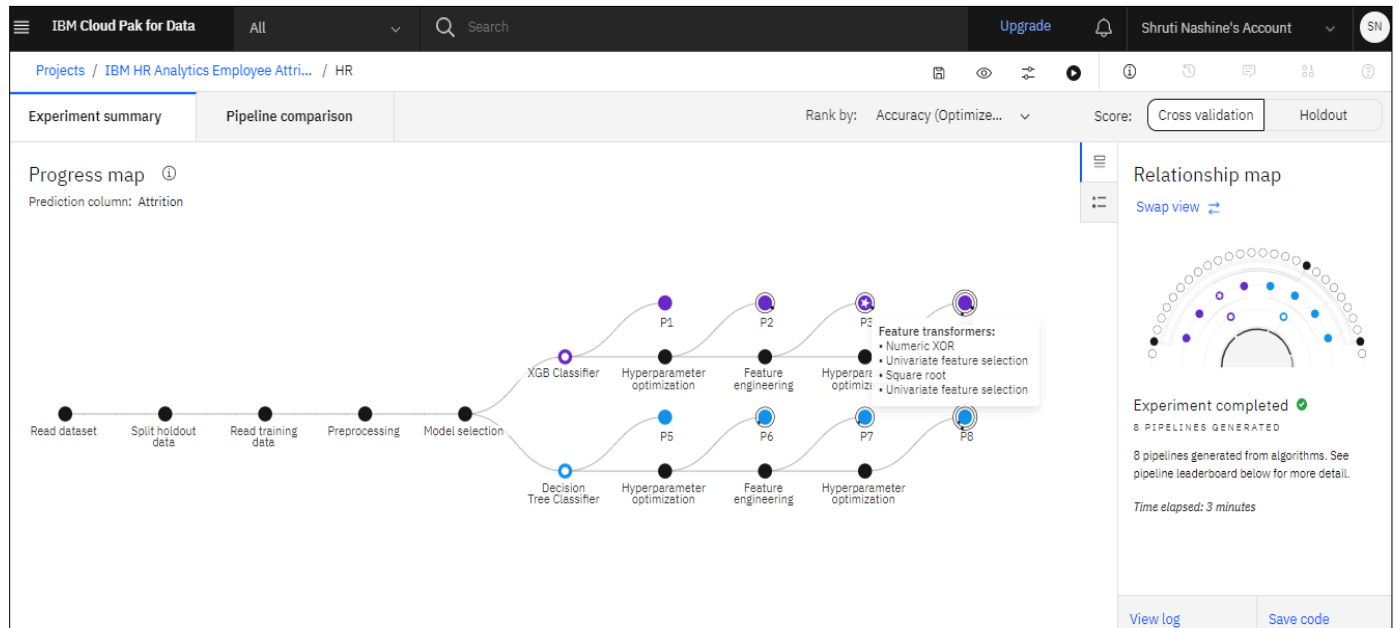 IBM Cloud Pak for Data
All
Search
Upgrade
Shruti Nashine's Account
SN
Projects / IBM HR Analytics Employee Attri... / HR
Experiment summary
Pipeline comparison
Rank by: Accuracy (Optimize...
Score: Cross validation Holdout
Progress map
Prediction column: Attrition
P1
P2
P3
Feature transformers:
• Numeric XOR
• Univariate feature selection
• Square root
• Univariate feature selection
XGB Classifier
Hyperparameter
optimization
Feature
engineering
Read dataset
Split holdout
data
Read training
data
Preprocessing
Model selection
P5
P6
P7
P8
Decision
Tree Classifier
Hyperparameter
optimization
Feature
engineering
Hyperparameter
optimization
Relationship map
Swap view
Experiment completed
8 PIPELINES GENERATED
8 pipelines generated from algorithms. See
pipeline leaderboard below for more detail.
Time elapsed: 3 minutes
View log
Save code